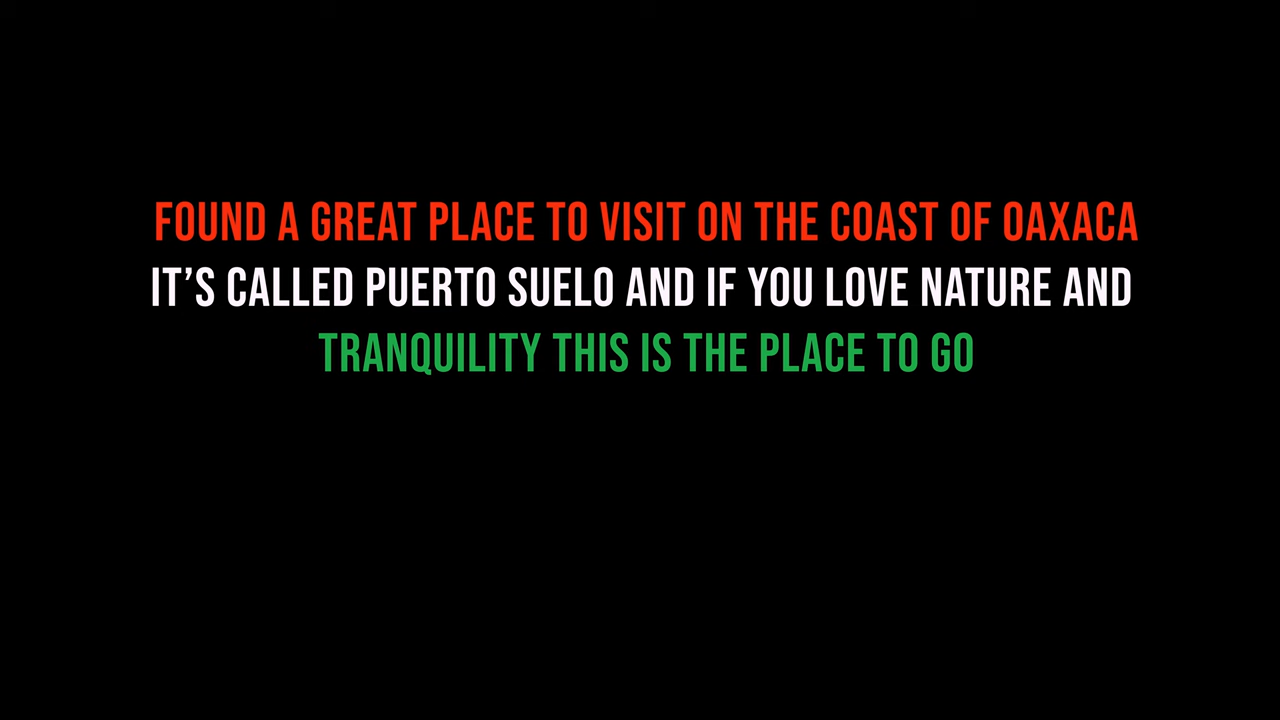 FOUND A GREAT PLACE TO VISIT ON THE COAST OF OAXACA
IT’S CALLED PUERTO SUELO AND IF YOU LOVE NATURE AND
TRANQUILITY THIS IS THE PLACE TO GO